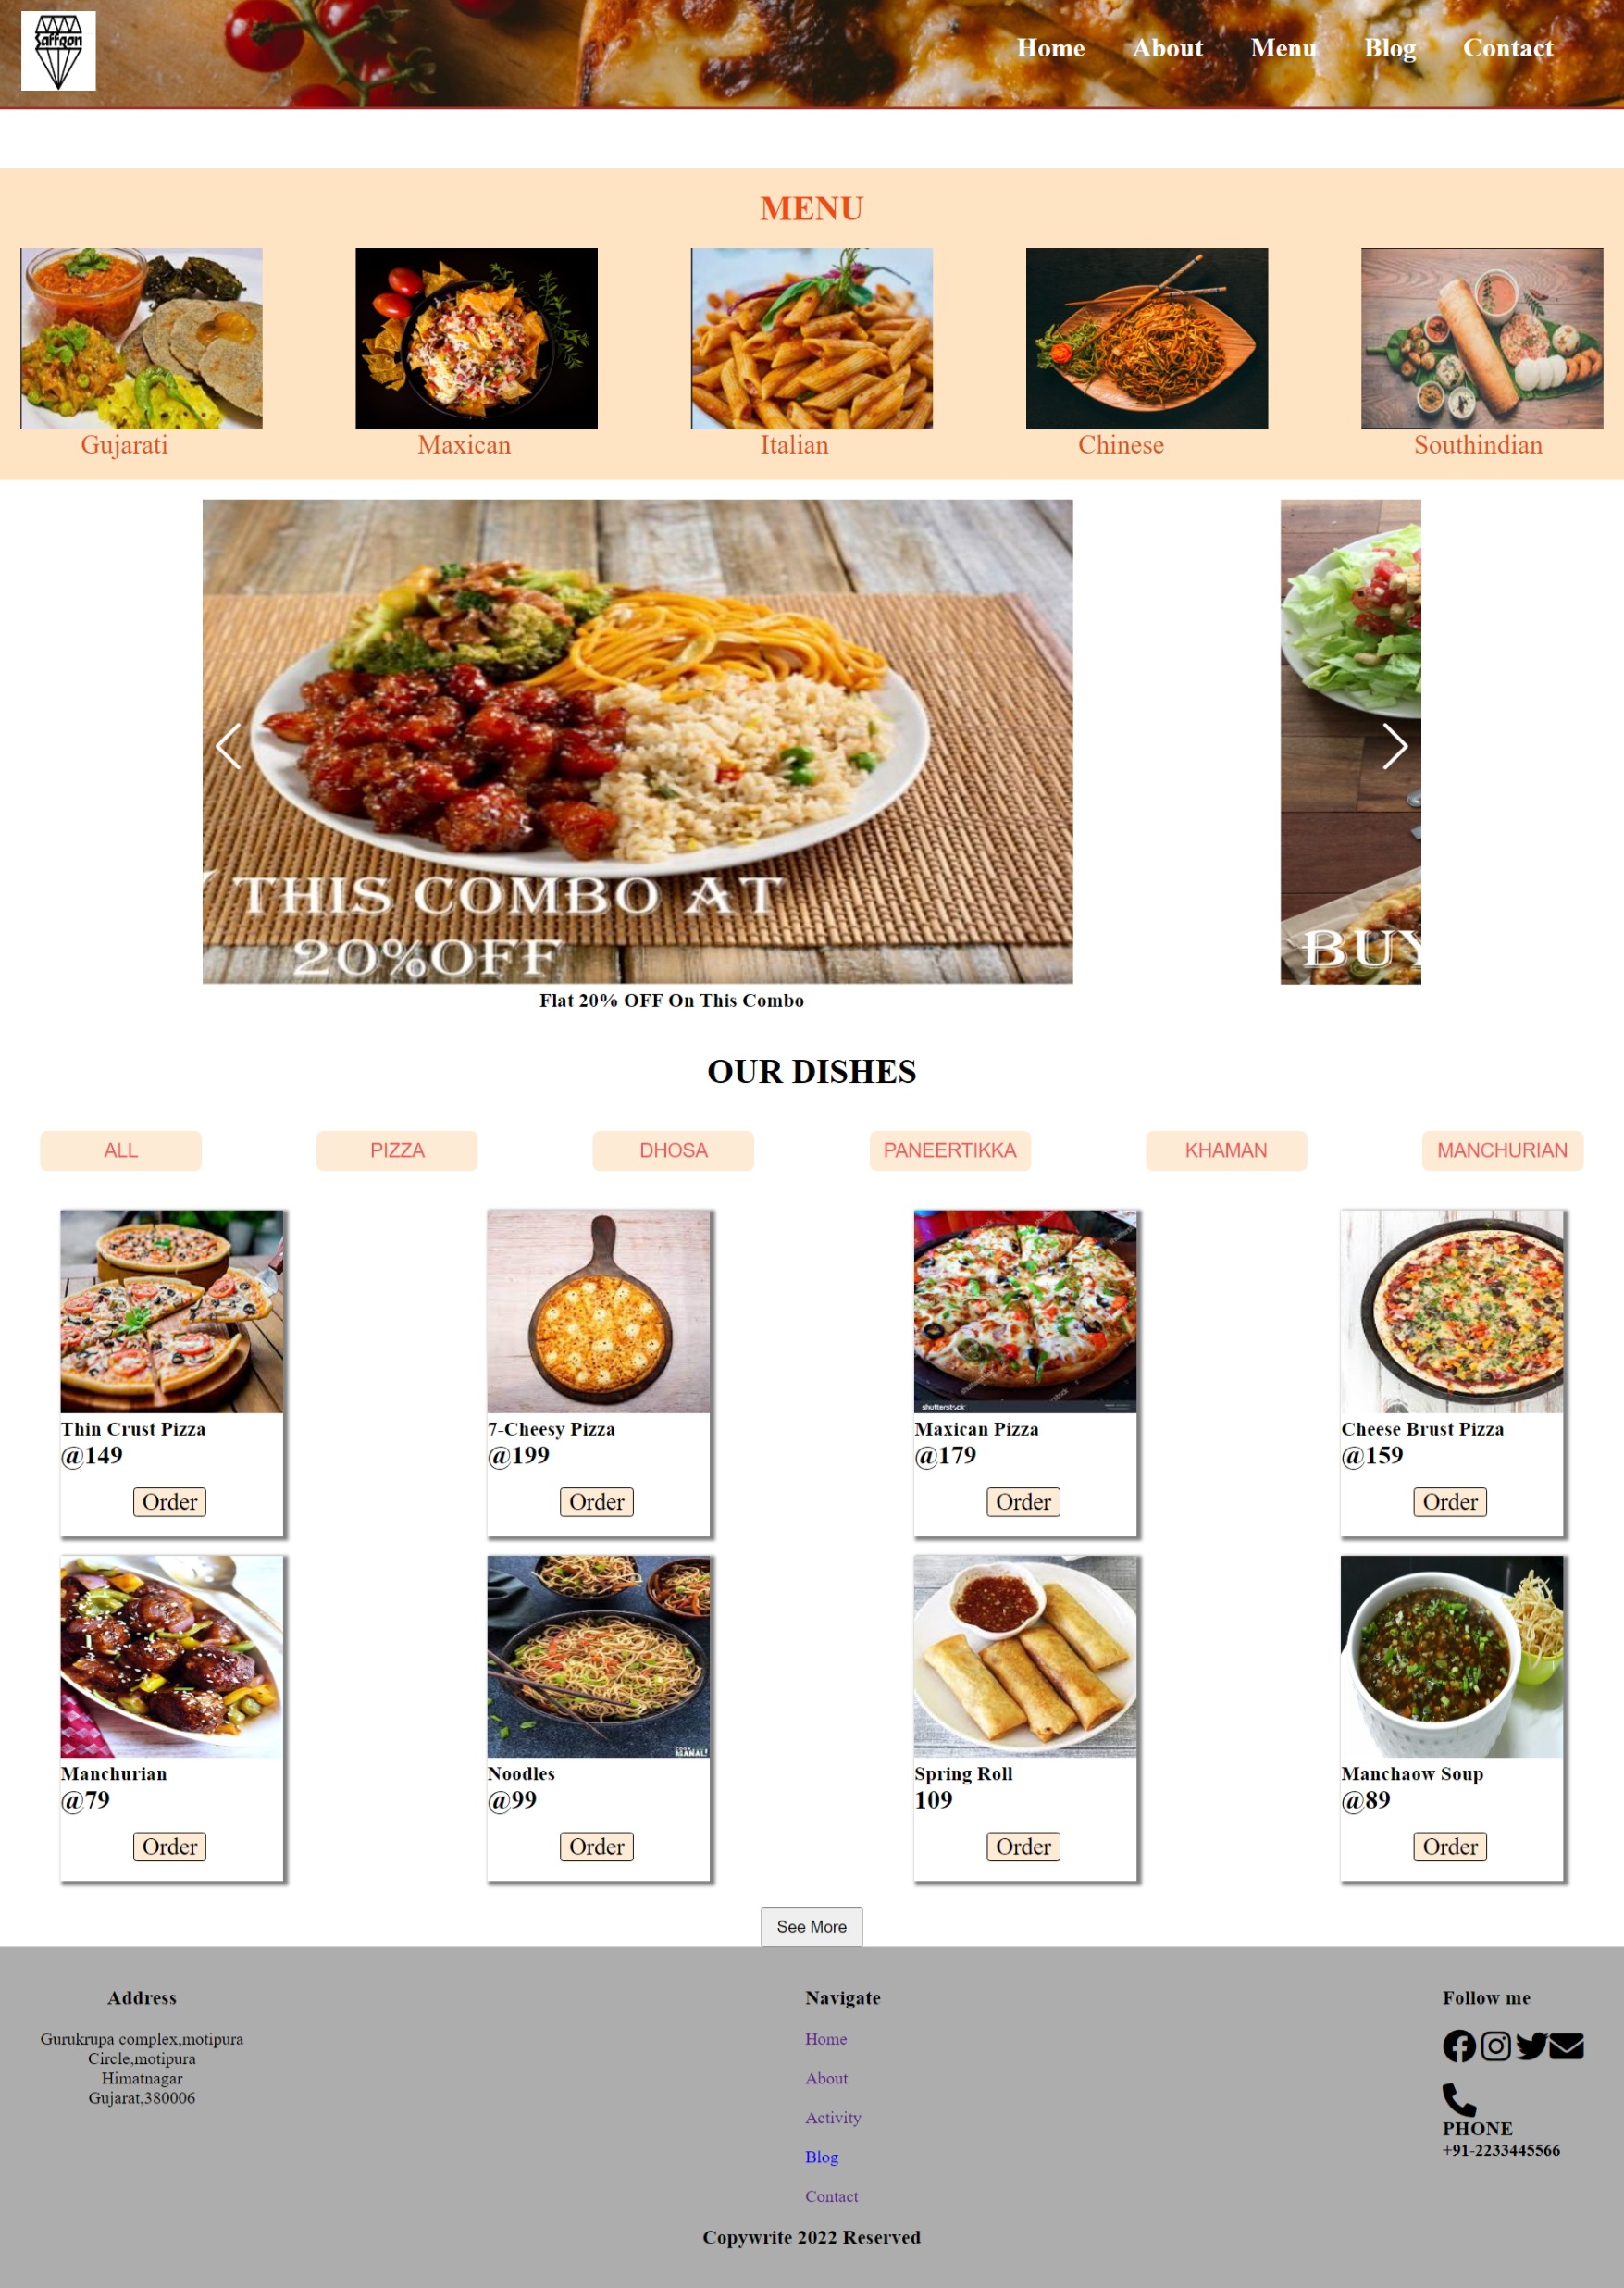 Saffron
Home About Menu Blog Contact
MENU
Gujarati Maxican Italian Chinese Southindian
THIS COMBO AT
20%OFF
BUY
Flat 20% OFF On This Combo
OUR DISHES
ALL PIZZA DHOSA PANEERTIKKA KHAMAN MANCHURIAN
shutterstock
Thin Crust Pizza 7-Cheesy Pizza Maxican Pizza Cheese Brust Pizza
@149 @199 @179 @159
Order Order Order Order
Manchurian Noodles Spring Roll Manchaow Soup
@79 @99 109 @89
Order Order Order Order
See More
Address Navigate Follow me
Gurukrupa complex,motipura
Circle,motipura
Himatnagar
Gujarat,380006
Home
About
Activity
Blog
Contact
PHONE
+91-2233445566
Copywrite 2022 Reserved